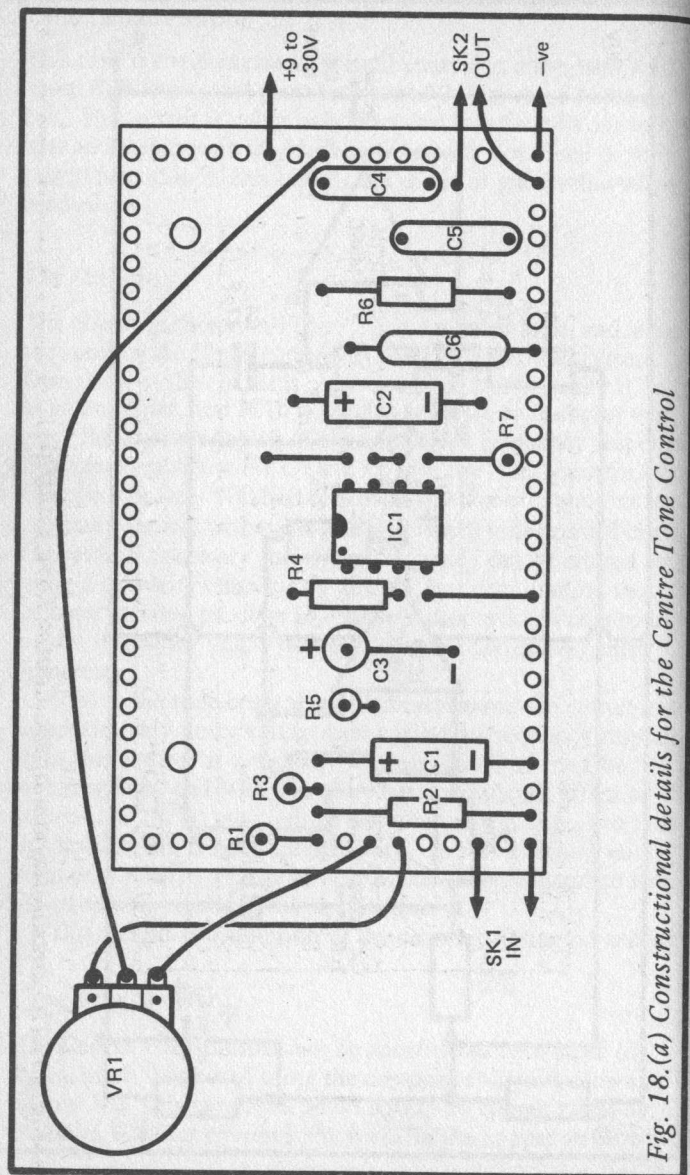 +9 to
30V
SK2
OUT
–ve
C4
C5
R6
C6
+
C2
–
R7
IC1
R4
+
C3
–
R5
+
C1
–
R3
R2
R1
SK1
IN
VR1
Fig. 18.(a) Constructional details for the Centre Tone Control